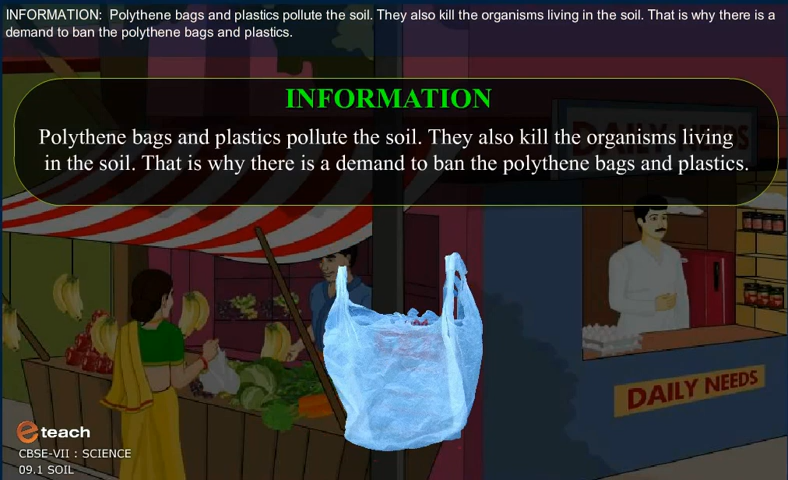 INFORMATION: Polythene bags and plastics pollute the soil. They also kill the organisms living in the soil. That is why there is a
demand to ban the polythene bags and plastics.
INFORMATION
Polythene bags and plastics pollute the soil. They also kill the organisms living
in the soil. That is why there is a demand to ban the polythene bags and plastics.
DAILY NEEDS
DAILY NEEDS
e teach
CBSE-VII : SCIENCE
09.1 SOIL